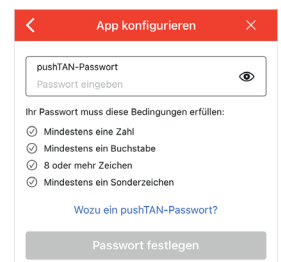 App konfigurieren
pushTAN-Passwort
Passwort eingeben
Ihr Passwort muss diese Bedingungen erfüllen:
Mindestens eine Zahl
Mindestens ein Buchstabe
8 oder mehr Zeichen
Mindestens ein Sonderzeichen
Wozu ein pushTAN-Passwort?
Passwort festlegen